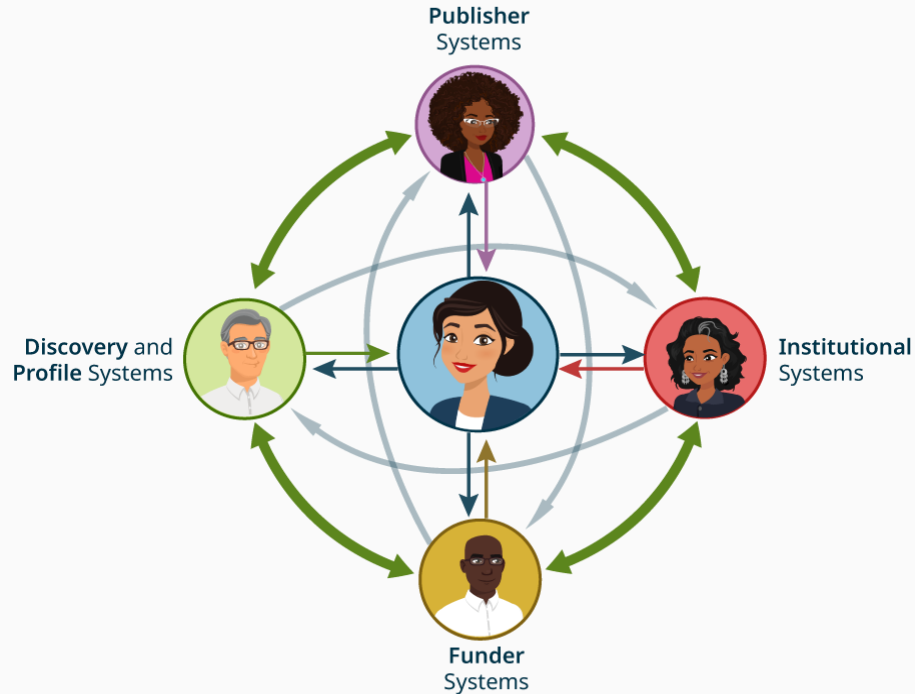 Publisher
Systems
Discovery and
Profile Systems
Institutional
Systems
Funder
Systems